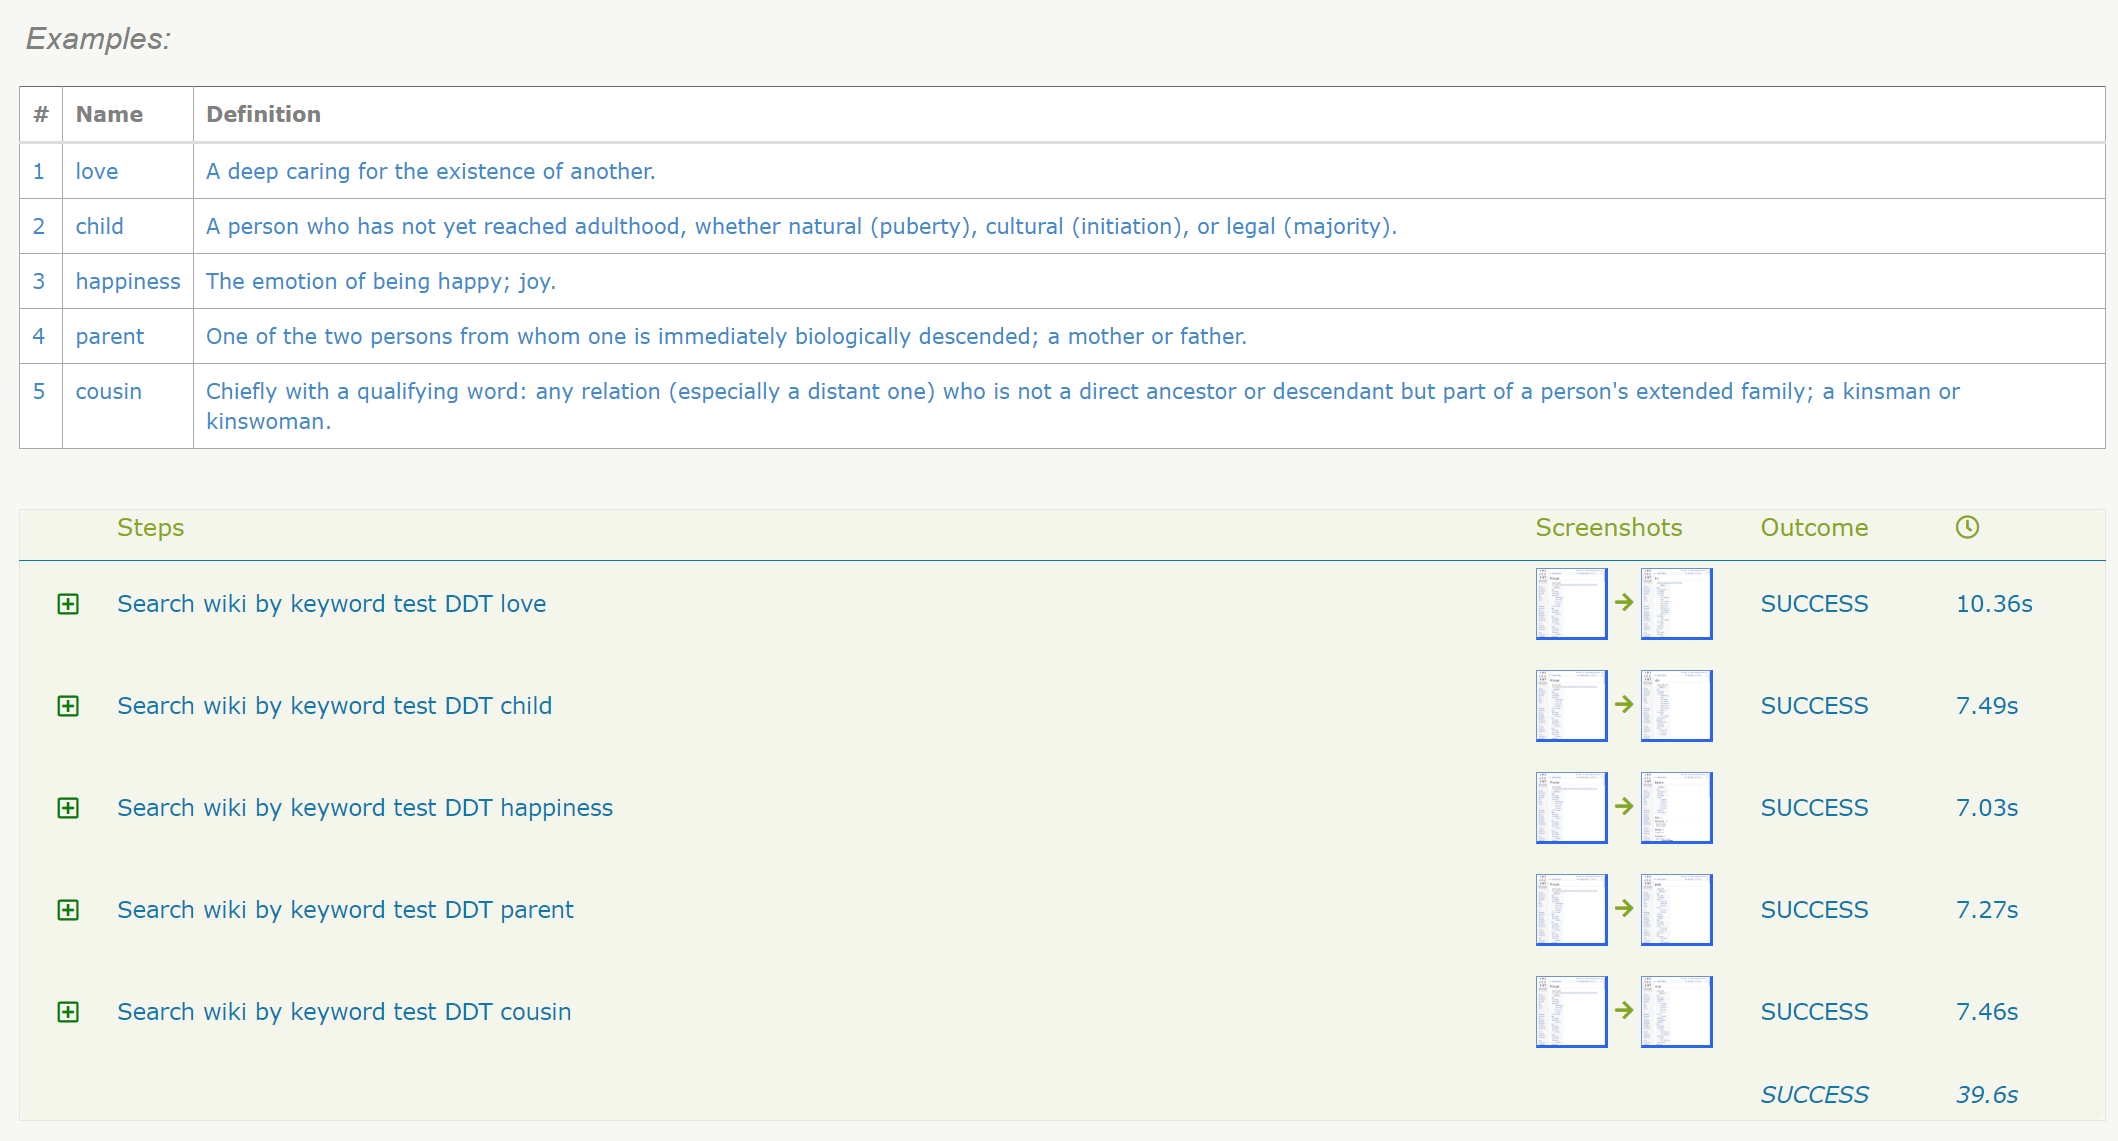 Examples:
# Name Definition
1 love A deep caring for the existence of another.
2 child A person who has not yet reached adulthood, whether natural (puberty), cultural (initiation), or legal (majority).
3 happiness The emotion of being happy; joy.
4 parent One of the two persons from whom one is immediately biologically descended; a mother or father.
5 cousin Chiefly with a qualifying word: any relation (especially a distant one) who is not a direct ancestor or descendant but part of a person's extended family; a kinsman or
kinswoman.
Steps Screenshots Outcome
Search wiki by keyword test DDT love SUCCESS 10.36s
Search wiki by keyword test DDT child SUCCESS 7.49s
Search wiki by keyword test DDT happiness SUCCESS 7.03s
Search wiki by keyword test DDT parent SUCCESS 7.27s
Search wiki by keyword test DDT cousin SUCCESS 7.46s
SUCCESS 39.6s